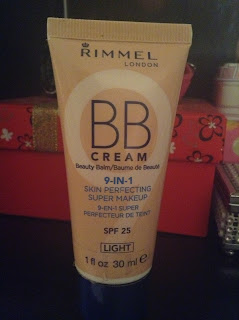 RIMMEL
LONDON
BB
CREAM
Beauty Balm/Baume de Beauté
9-IN-1
SKIN PERFECTING
SUPER MAKEUP
9-EN-1 SUPER
PERFECTEUR DE TEINT
SPF 25
LIGHT
1 fl oz 30 ml e